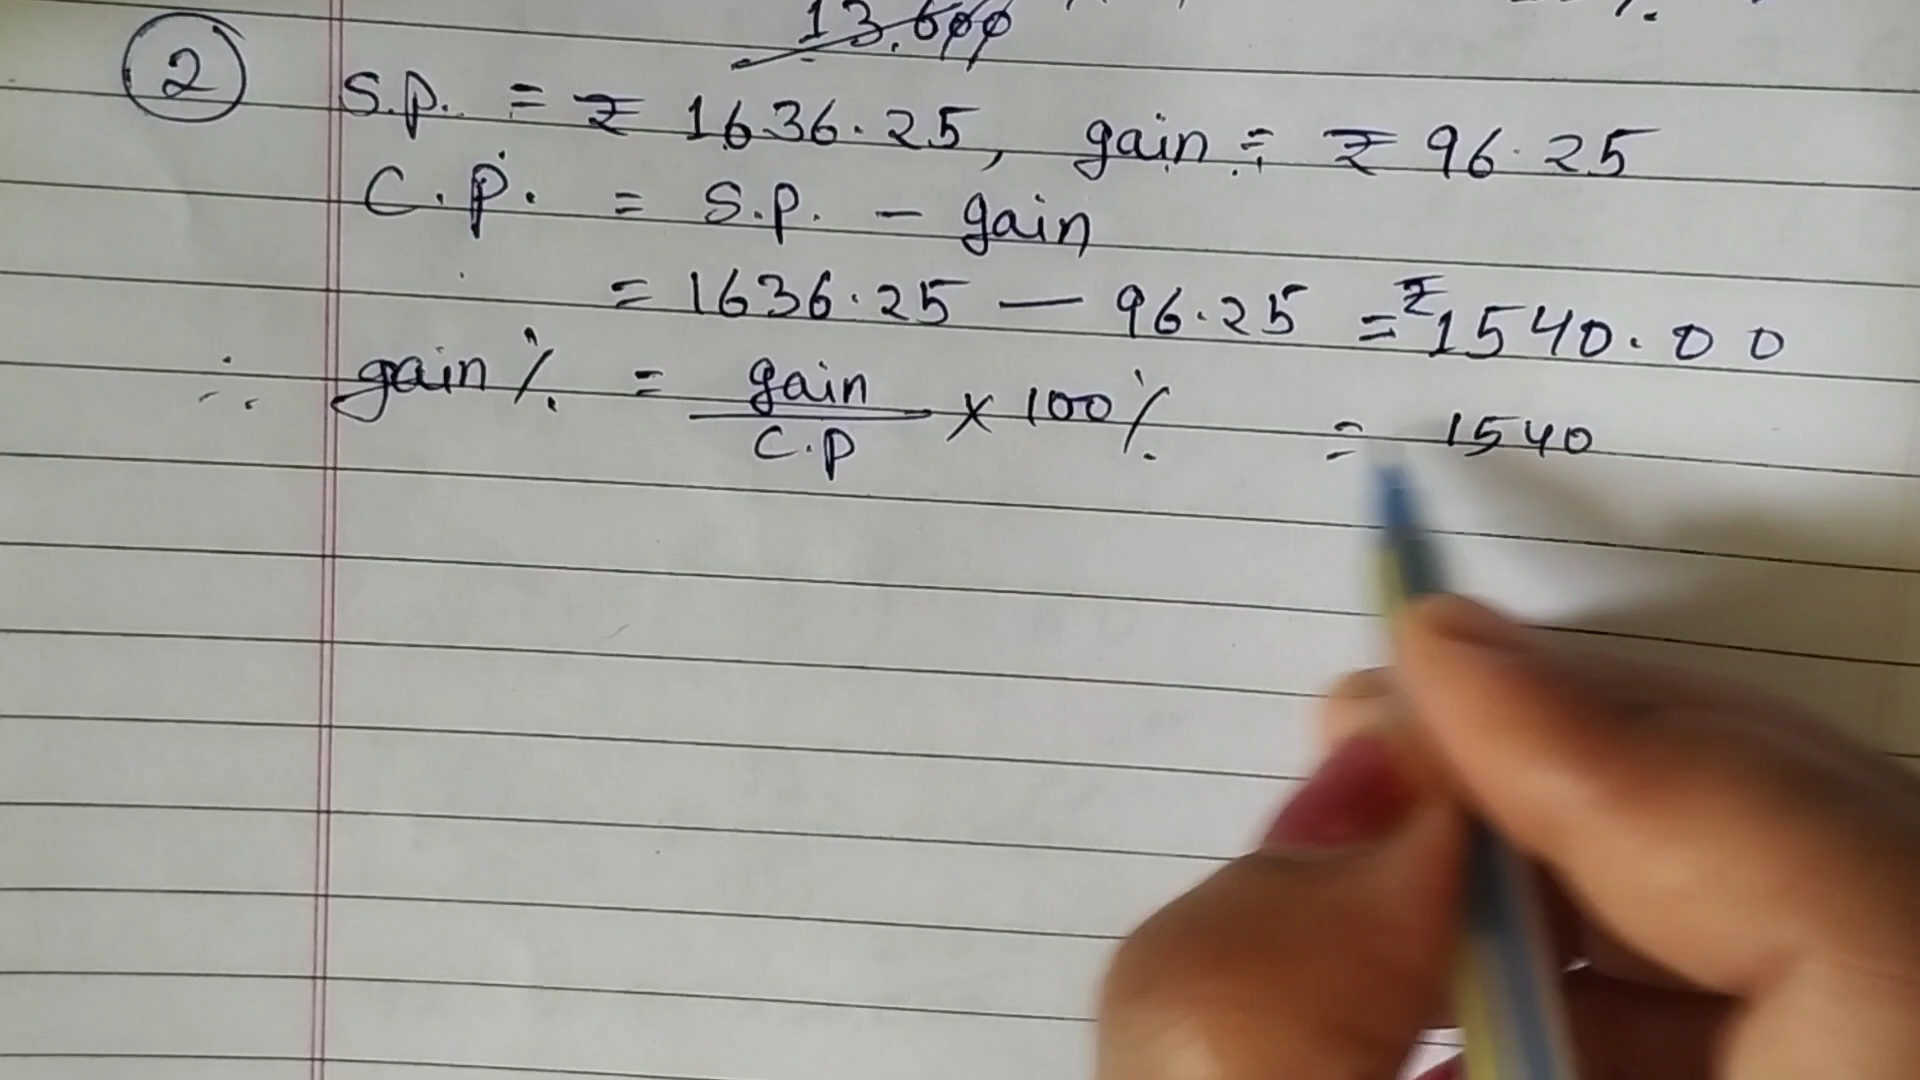 13.600
② S.P. = ₹ 1636.25, gain = ₹ 96.25
C.P. = S.P. - gain
= 1636.25 — 96.25 = ₹1540.00
∴ gain% = gain/C.P × 100% = 1540